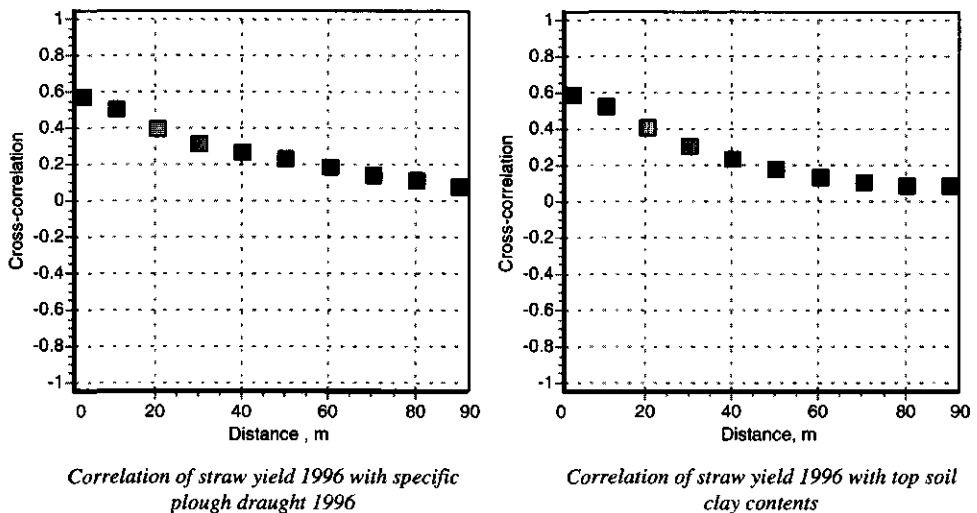 1
0.8
0.6
0.4
0.2
0
-0.2
-0.4
-0.6
-0.8
-1
Cross-correlation
0 20 40 60 80 90
Distance , m
Correlation of straw yield 1996 with specific
plough draught 1996
1
0.8
0.6
0.4
0.2
0
-0.2
-0.4
-0.6
-0.8
-1
Cross-correlation
0 20 40 60 80 90
Distance, m
Correlation of straw yield 1996 with top soil
clay contents